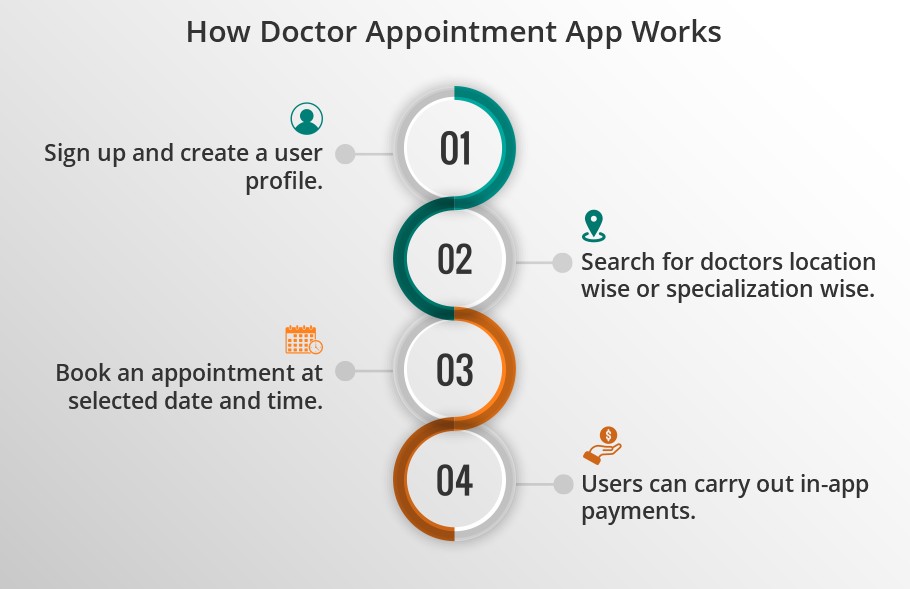 How Doctor Appointment App Works
01
Sign up and create a user
profile.
02
Search for doctors location
wise or specialization wise.
03
Book an appointment at
selected date and time.
04
$
Users can carry out in-app
payments.